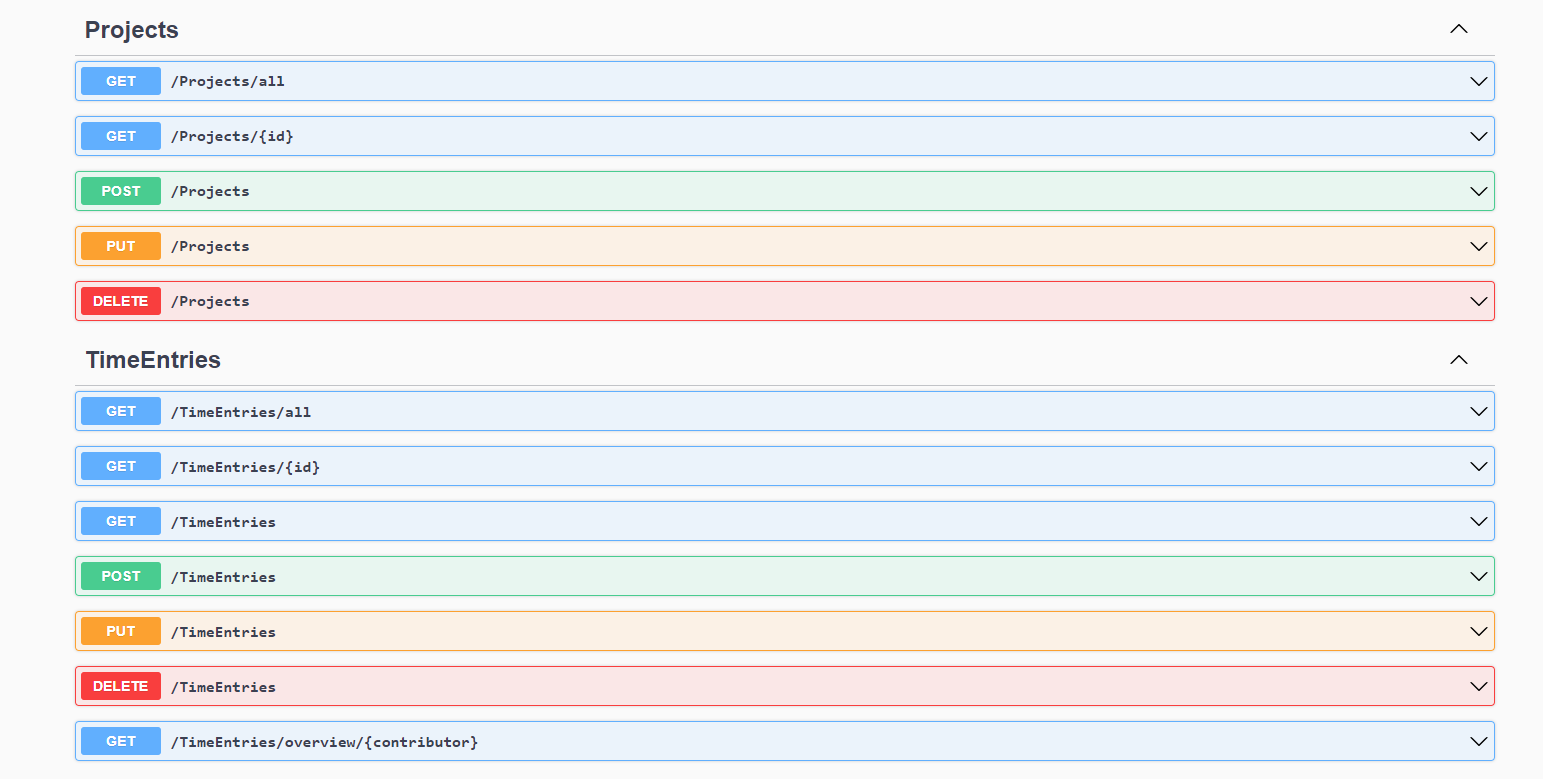 Projects
GET /Projects/all
GET /Projects/{id}
POST /Projects
PUT /Projects
DELETE /Projects
TimeEntries
GET /TimeEntries/all
GET /TimeEntries/{id}
GET /TimeEntries
POST /TimeEntries
PUT /TimeEntries
DELETE /TimeEntries
GET /TimeEntries/overview/{contributor}